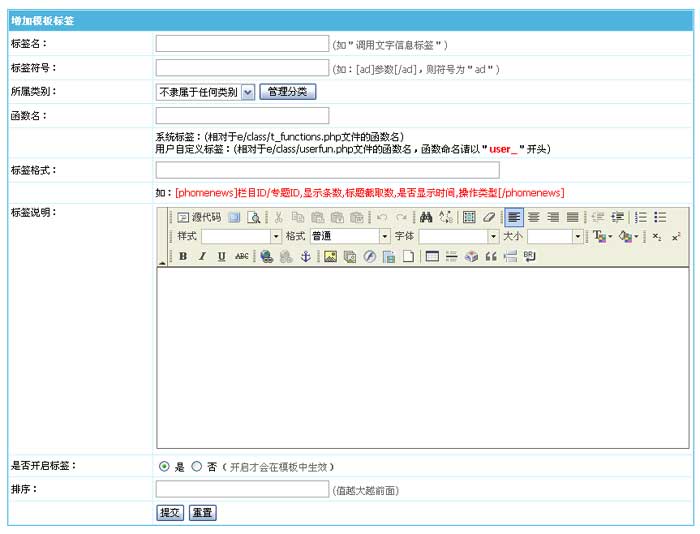 增加模板标签
标签名： (如＂调用文字信息标签＂)
标签符号： (如：[ad]参数[/ad]，则符号为＂ad＂)
所属类别： 不隶属于任何类别 管理分类
函数名：
系统标签：(相对于e/class/t_functions.php文件的函数名)
用户自定义标签：(相对于e/class/userfun.php文件的函数名，函数命名请以＂user_＂开头)
标签格式：
如：[phomenews]栏目ID/专题ID,显示条数,标题截取数,是否显示时间,操作类型[/phomenews]
标签说明： 源代码
样式 格式 普通 字体 大小
B I U ABC
是否开启标签： 是 否 (开启才会在模板中生效)
排序： (值越大越前面)
提交 重置